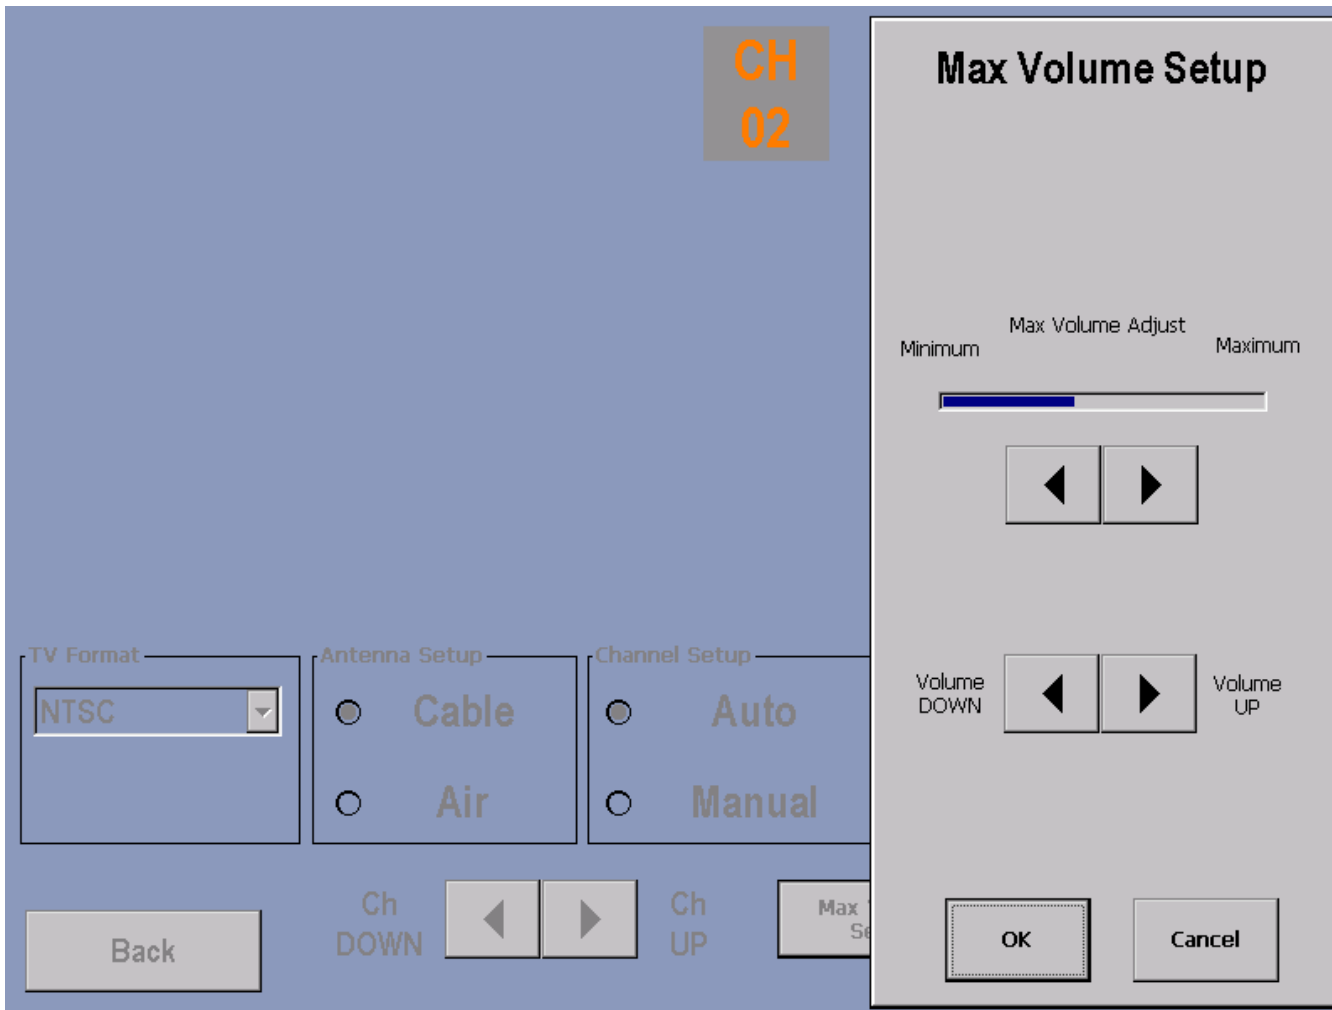 CH
02
Max Volume Setup
Max Volume Adjust
Minimum
Maximum
Volume
DOWN
Volume
UP
TV Format
NTSC
Antenna Setup
Cable
Air
Channel Setup
Auto
Manual
Back
Ch
DOWN
Ch
UP
Max
OK
Cancel